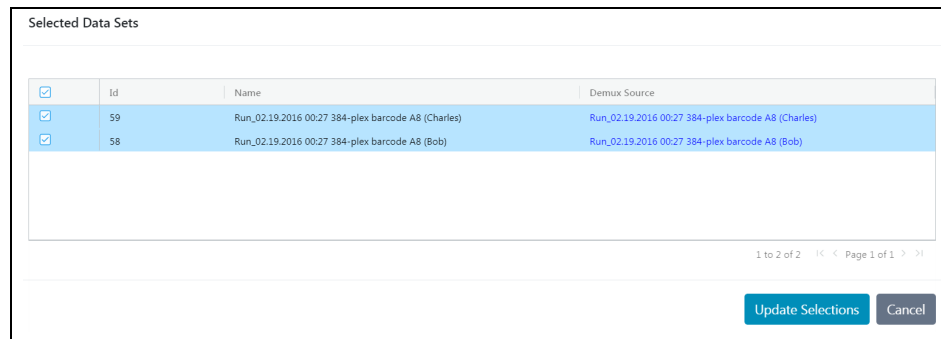 Selected Data Sets
Id Name Demux Source
59 Run_02.19.2016 00:27 384-plex barcode A8 (Charles) Run_02.19.2016 00:27 384-plex barcode A8 (Charles)
58 Run_02.19.2016 00:27 384-plex barcode A8 (Bob) Run_02.19.2016 00:27 384-plex barcode A8 (Bob)
1 to 2 of 2 Page 1 of 1
Update Selections Cancel